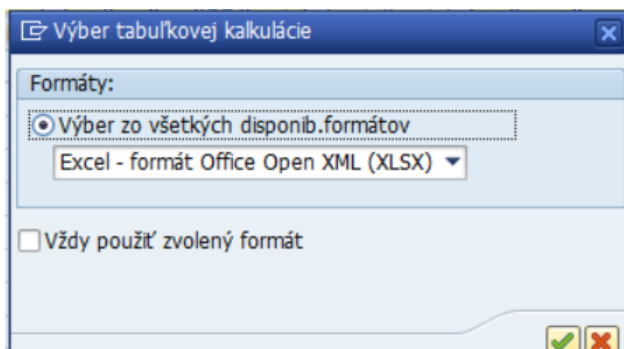 Výber tabuľkovej kalkulácie
Formáty:
Výber zo všetkých disponib.formátov
Excel - formát Office Open XML (XLSX)
Vždy použiť zvolený formát